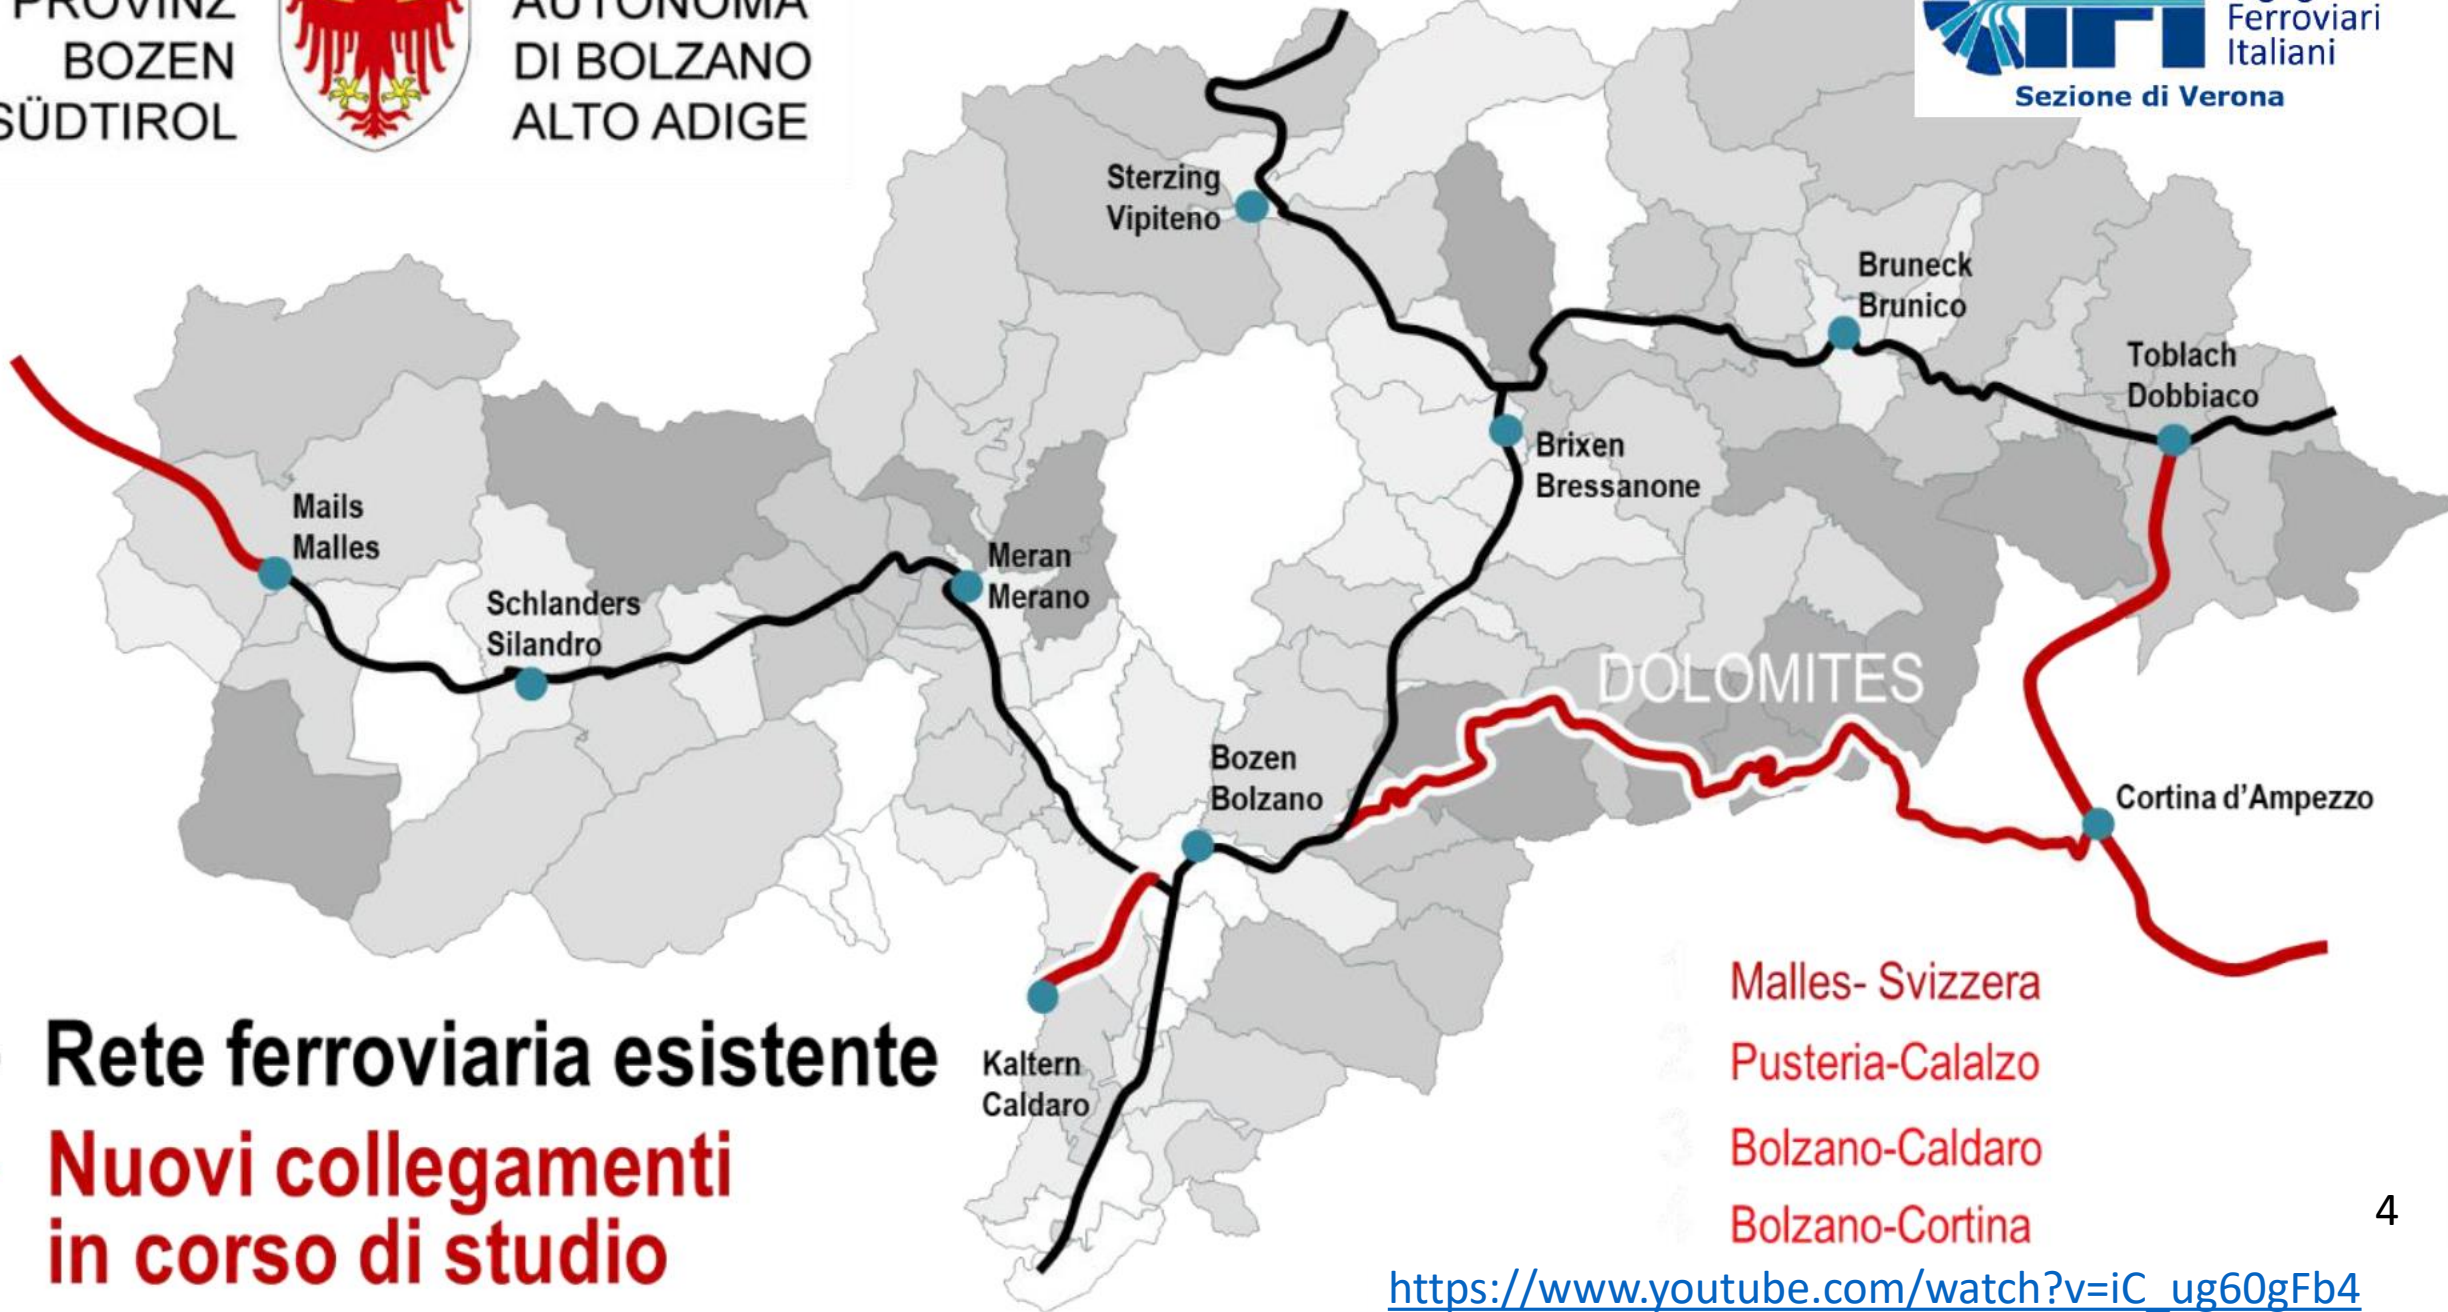 PROVINZ
BOZEN
SÜDTIROL
AUTONOMA
DI BOLZANO
ALTO ADIGE
Ferroviari
Italiani
Sezione di Verona
Sterzing
Vipiteno
Bruneck
Brunico
Toblach
Dobbiaco
Brixen
Bressanone
Mails
Malles
Meran
Merano
Schlanders
Silandro
DOLOMITES
Bozen
Bolzano
Cortina d'Ampezzo
Kaltern
Caldaro
Rete ferroviaria esistente
Nuovi collegamenti
in corso di studio
Malles- Svizzera
Pusteria-Calalzo
Bolzano-Caldaro
Bolzano-Cortina
4
https://www.youtube.com/watch?v=iC_ug60gFb4